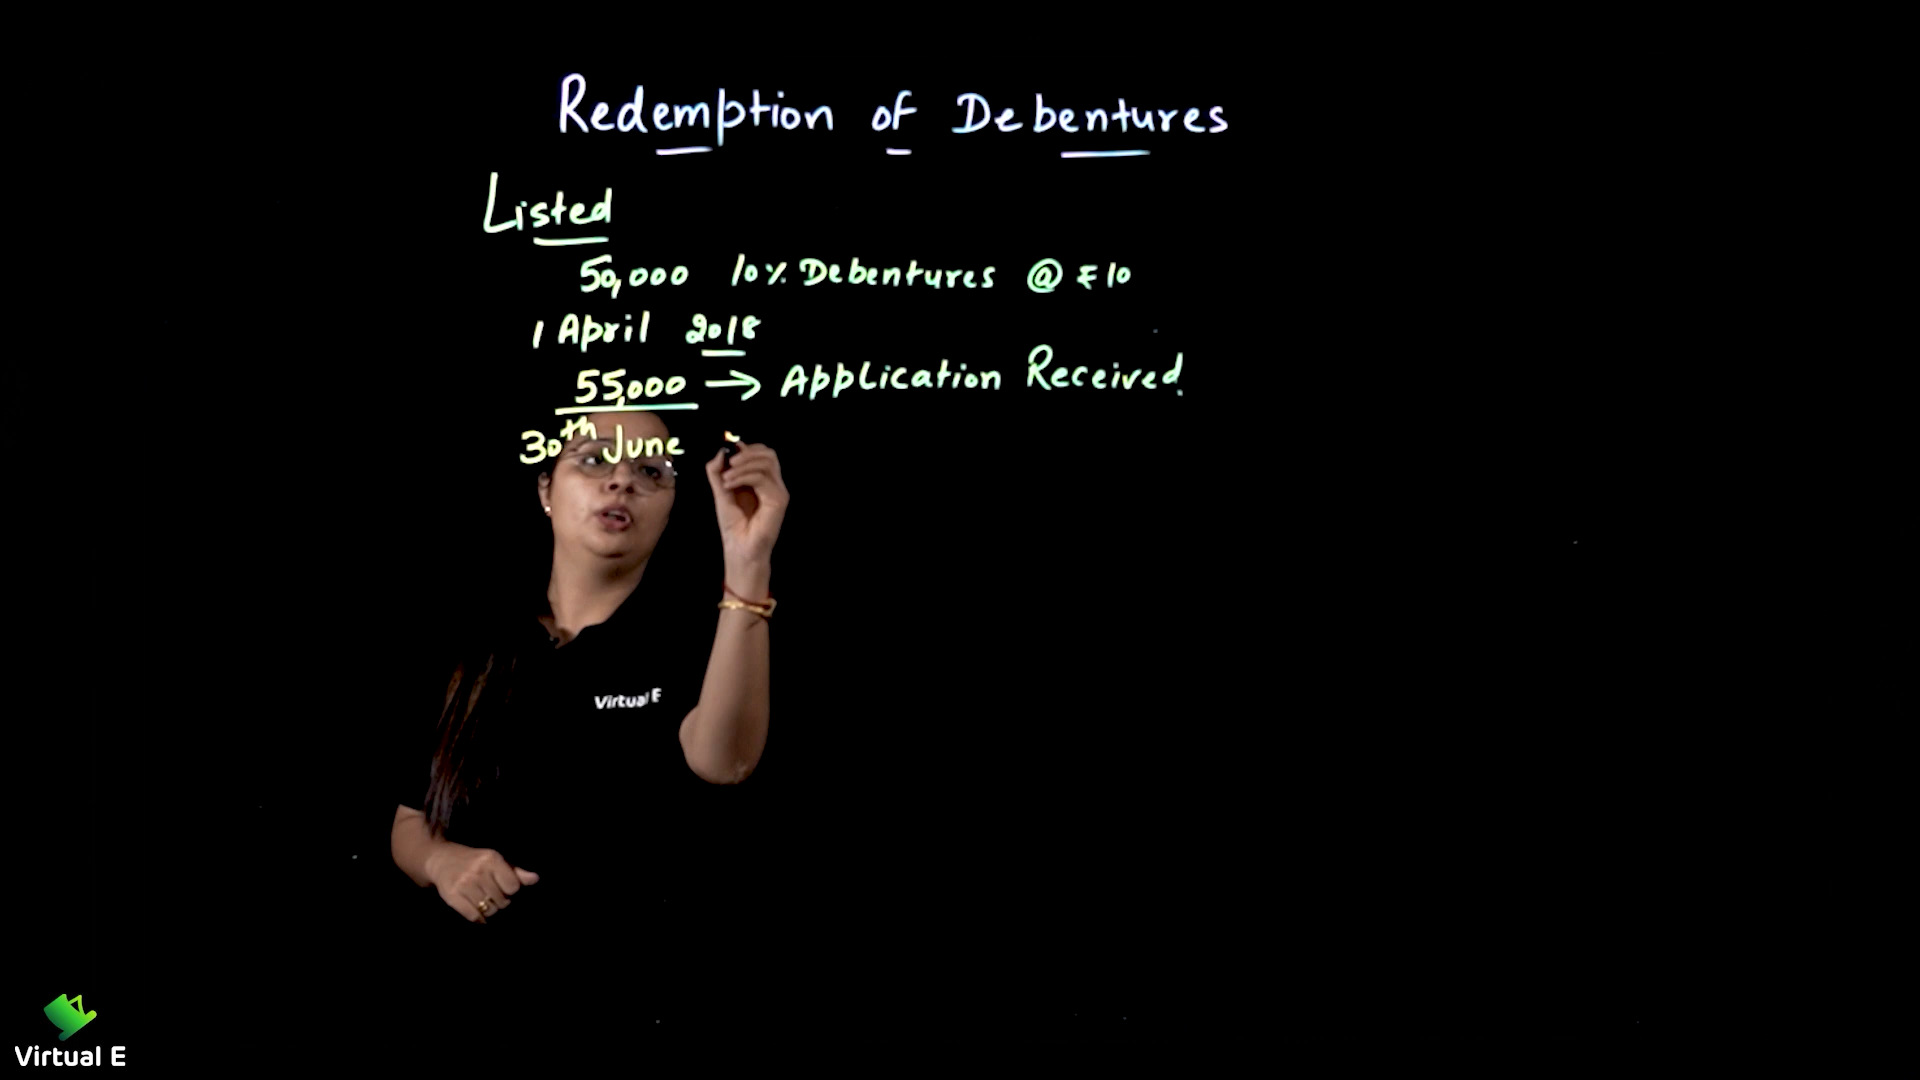 Redemption of Debentures
Listed
50,000 10% Debentures @ ₹10
1 April 2018
55,000 → Application Received.
30th June
Virtual E
Virtual E